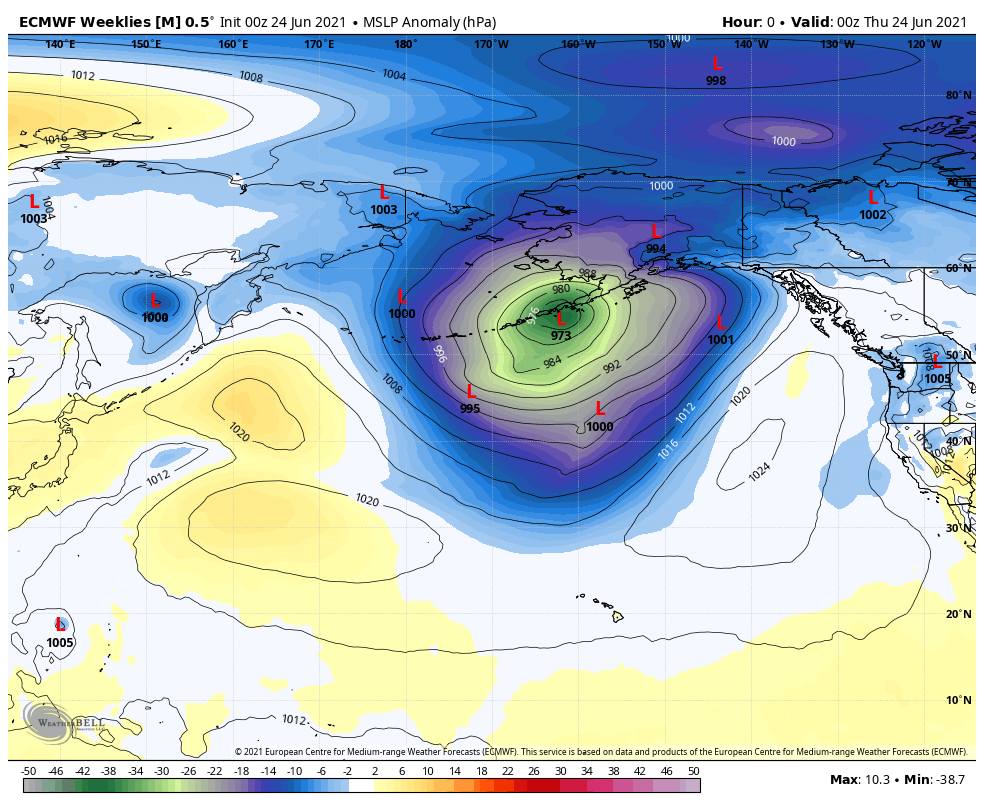 ECMWF Weeklies [M] 0.5° Init 00z 24 Jun 2021 • MSLP Anomaly (hPa)
Hour: 0 • Valid: 00z Thu 24 Jun 2021
140°E 150°E 160°E 170°E 180° 170°W 160°W 150°W 140°W 130°W 120°W
1000
1012 1008 1004
L
998
80°N
1016
1000
70°N
L
1003
1004
L
1003
1000
L
1002
L
994
60°N
988
980
L
1000
L
1000
976
L
973
L
1001
50°N
996
984
992
1008
L
1005
1008
L
995
1020
L
1000
1012
1020
40°N
1012
1008
1012
1016
1012
1024
1020
30°N
20°N
L
1005
10°N
WEATHERBELL
1012
© 2021 European Centre for Medium-range Weather Forecasts (ECMWF). This service is based on data and products of the European Centre for Medium-range Weather Forecasts (ECMWF).
-50 -46 -42 -38 -35 -30 -26 -22 -18 -14 -10 -6 -2 2 6 10 14 18 22 26 30 34 38 42 46 50
Max: 10.3 • Min: -38.7